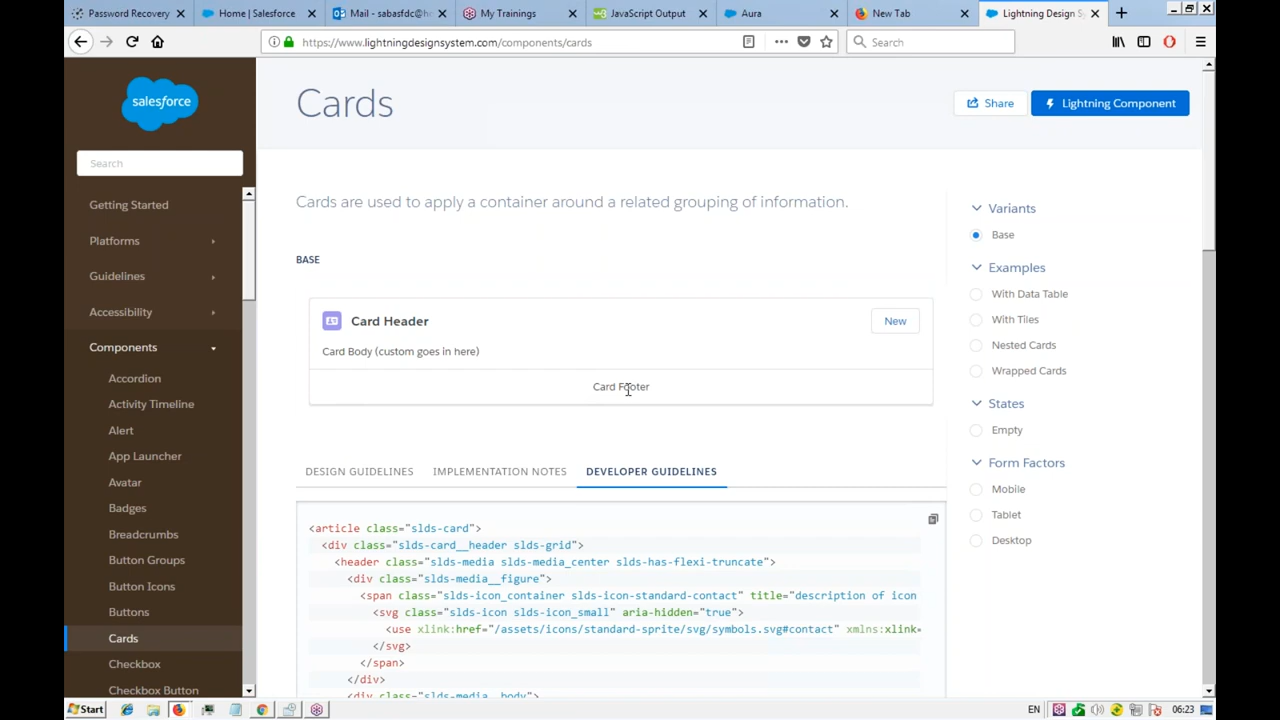 Password Recovery
Home | Salesforce
Mail - sabasfdc@h
My Trainings
JavaScript Output
Aura
New Tab
Lightning Design Sy
https://www.lightningdesignsystem.com/components/cards
Search
salesforce
Search
Getting Started
Platforms
Guidelines
Accessibility
Components
Accordion
Activity Timeline
Alert
App Launcher
Avatar
Badges
Breadcrumbs
Button Groups
Button Icons
Buttons
Cards
Checkbox
Checkbox Button
Cards
Share
Lightning Component
Cards are used to apply a container around a related grouping of information.
BASE
Card Header
New
Card Body (custom goes in here)
Card Footer
DESIGN GUIDELINES
IMPLEMENTATION NOTES
DEVELOPER GUIDELINES
<article class="slds-card">
<div class="slds-card__header slds-grid">
<header class="slds-media slds-media_center slds-has-flexi-truncate">
<div class="slds-media__figure">
<span class="slds-icon_container slds-icon-standard-contact" title="description of icon
<svg class="slds-icon slds-icon_small" aria-hidden="true">
<use xlink:href="/assets/icons/standard-sprite/svg/symbols.svg#contact" xmlns:xlink=
</svg>
</span>
</div>
<div class="slds-media__body">
Variants
Base
Examples
With Data Table
With Tiles
Nested Cards
Wrapped Cards
States
Empty
Form Factors
Mobile
Tablet
Desktop
Start
EN
06:23